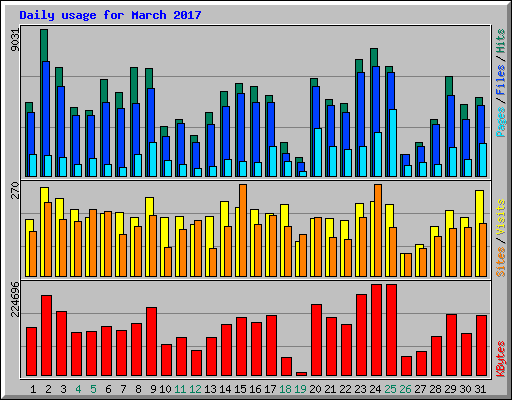 Daily usage for March 2017
9031
Pages / Files / Hits
270
Sites / Visits
224696
KBytes
1 2 3 4 5 6 7 8 9 10 11 12 13 14 15 16 17 18 19 20 21 22 23 24 25 26 27 28 29 30 31